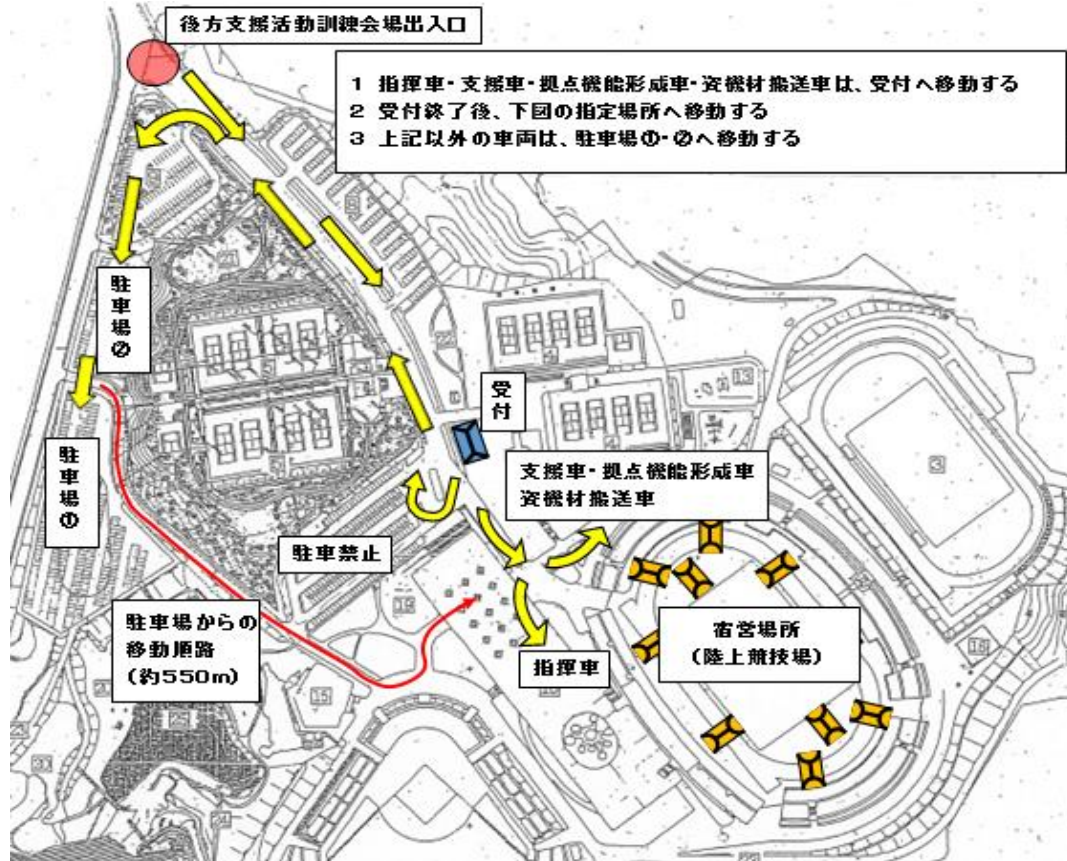 後方支援活動訓練会場出入口
1 指揮車・支援車・拠点機能形成車・資機材搬送車は、受付へ移動する
2 受付終了後、下図の指定場所へ移動する
3 上記以外の車両は、駐車場①・②へ移動する
駐車場②
受付
駐車場①
支援車・拠点機能形成車
資機材搬送車
駐車禁止
駐車場からの
移動順路
(約550m)
指揮車
宿営場所
(陸上競技場)
13
3
15
16